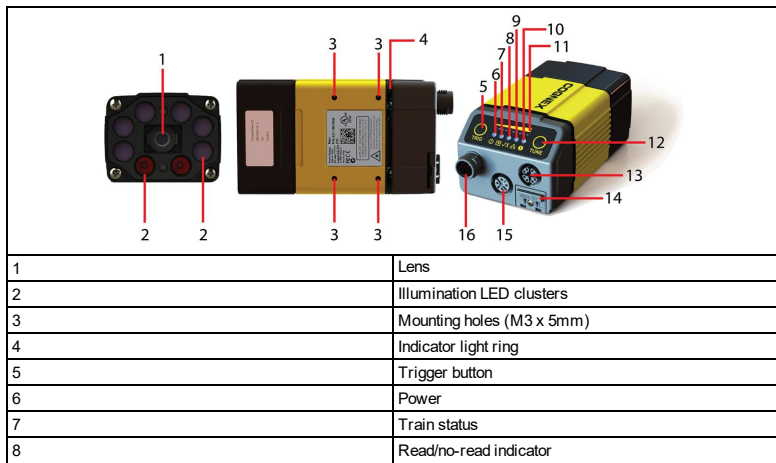 9
8
10
3
3
4
7
11
1
6
5
COGNEX
TRIG
TUNE
12
13
14
2
2
3
3
16
15
1 Lens
2 Illumination LED clusters
3 Mounting holes (M3 x 5mm)
4 Indicator light ring
5 Trigger button
6 Power
7 Train status
8 Read/no-read indicator